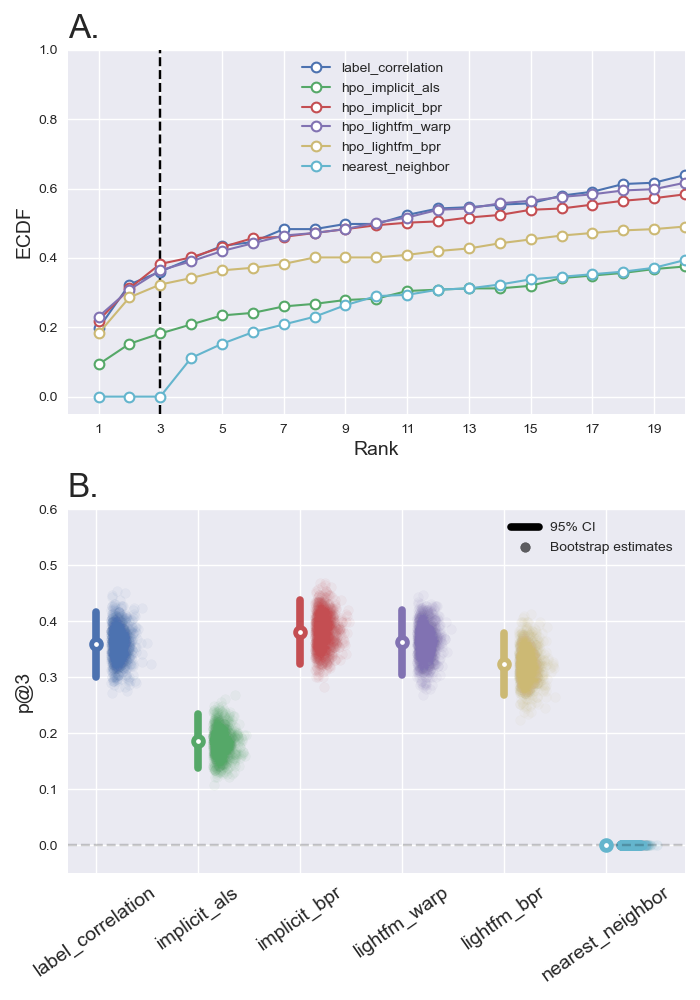 A.
1.0
0.8
0.6
0.4
0.2
0.0
ECDF
label_correlation
hpo_implicit_als
hpo_implicit_bpr
hpo_lightfm_warp
hpo_lightfm_bpr
nearest_neighbor
1 3 5 7 9 11 13 15 17 19
Rank
B.
0.6
0.5
0.4
0.3
0.2
0.1
0.0
p@3
95% CI
Bootstrap estimates
label_correlation
implicit_als
implicit_bpr
lightfm_warp
lightfm_bpr
nearest_neighbor